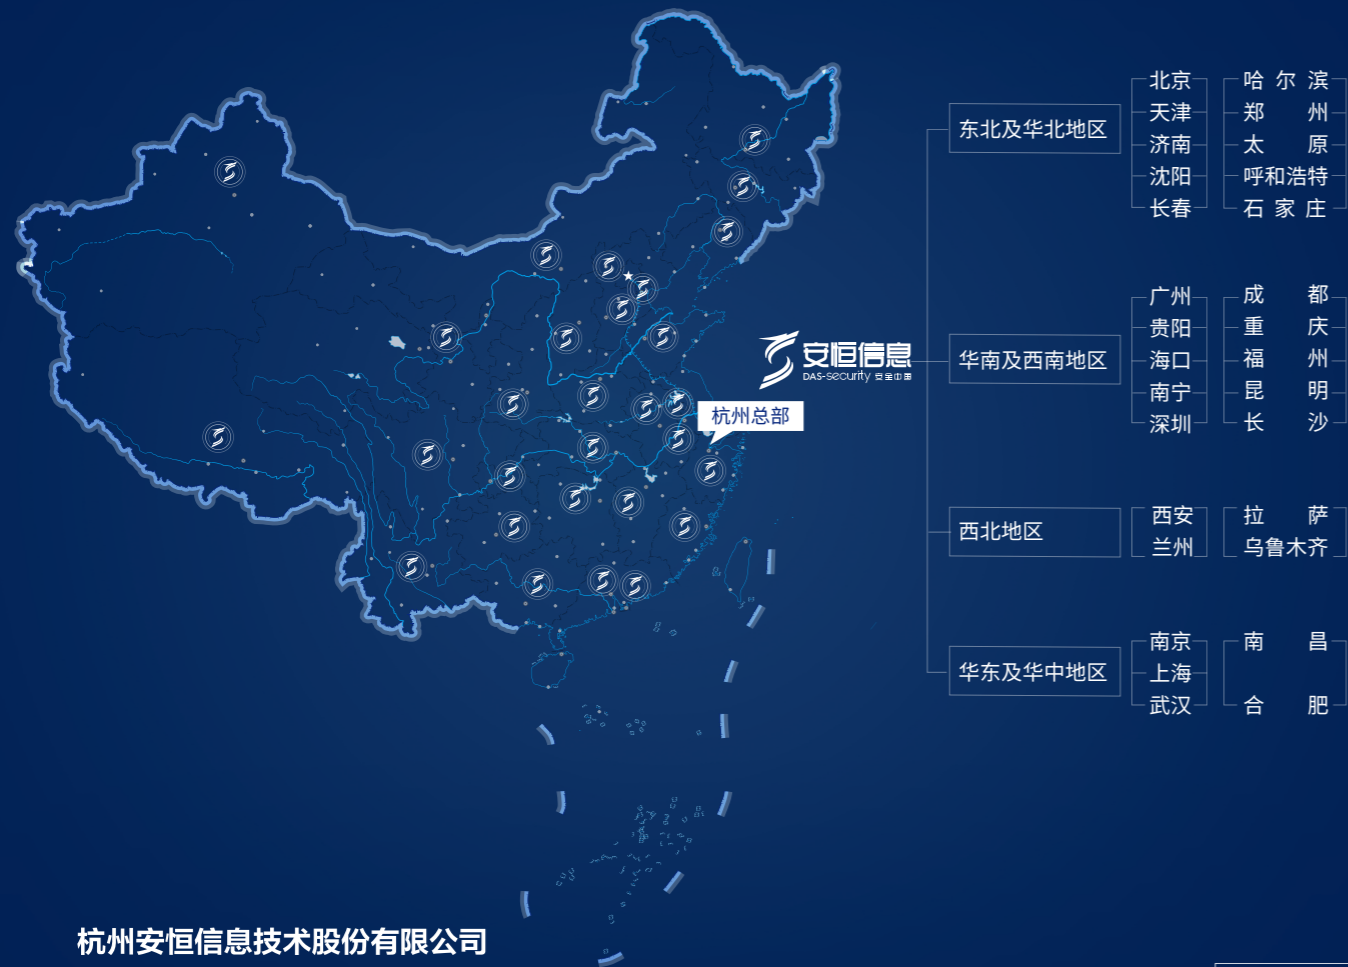 东北及华北地区
北京
天津
济南
沈阳
长春
哈尔滨
郑州
太原
呼和浩特
石家庄
安恒信息
DAS-security 安全中国
杭州总部
华南及西南地区
广州
贵阳
海口
南宁
深圳
成都
重庆
福州
昆明
长沙
西北地区
西安
兰州
拉萨
乌鲁木齐
华东及华中地区
南京
上海
武汉
南昌
合肥
杭州安恒信息技术股份有限公司